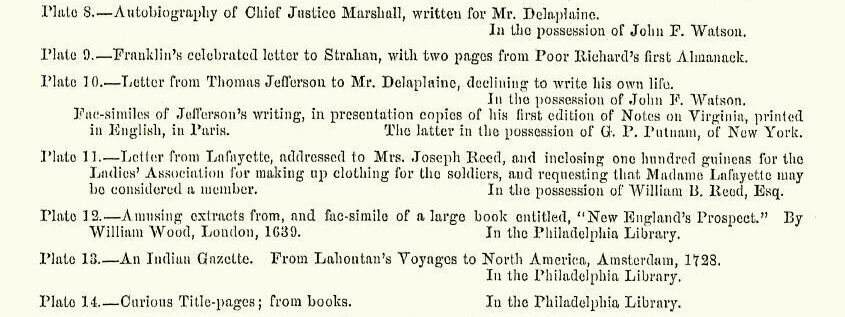 Plate 8.—Autobiography of Chief Justice Marshall, written for Mr. Delaplaine.
In the possession of John F. Watson.
Plate 9.—Franklin's celebrated letter to Strahan, with two pages from Poor Richard's first Almanack.
Plate 10.—Letter from Thomas Jefferson to Mr. Delaplaine, declining to write his own life.
In the possession of John F. Watson.
Fac-similes of Jefferson's writing, in presentation copies of his first edition of Notes on Virginia, printed
in English, in Paris. The latter in the possession of G. P. Putnam, of New York.
Plate 11.—Letter from Lafayette, addressed to Mrs. Joseph Reed, and inclosing one hundred guineas for the
Ladies' Association for making up clothing for the soldiers, and requesting that Madame Lafayette may
be considered a member. In the possession of William B. Reed, Esq.
Plate 12.—Amusing extracts from, and fac-simile of a large book entitled, "New England's Prospect." By
William Wood, London, 1639. In the Philadelphia Library.
Plate 13.—An Indian Gazette. From Lahontan's Voyages to North America, Amsterdam, 1728.
In the Philadelphia Library.
Plate 14.—Curious Title-pages; from books. In the Philadelphia Library.